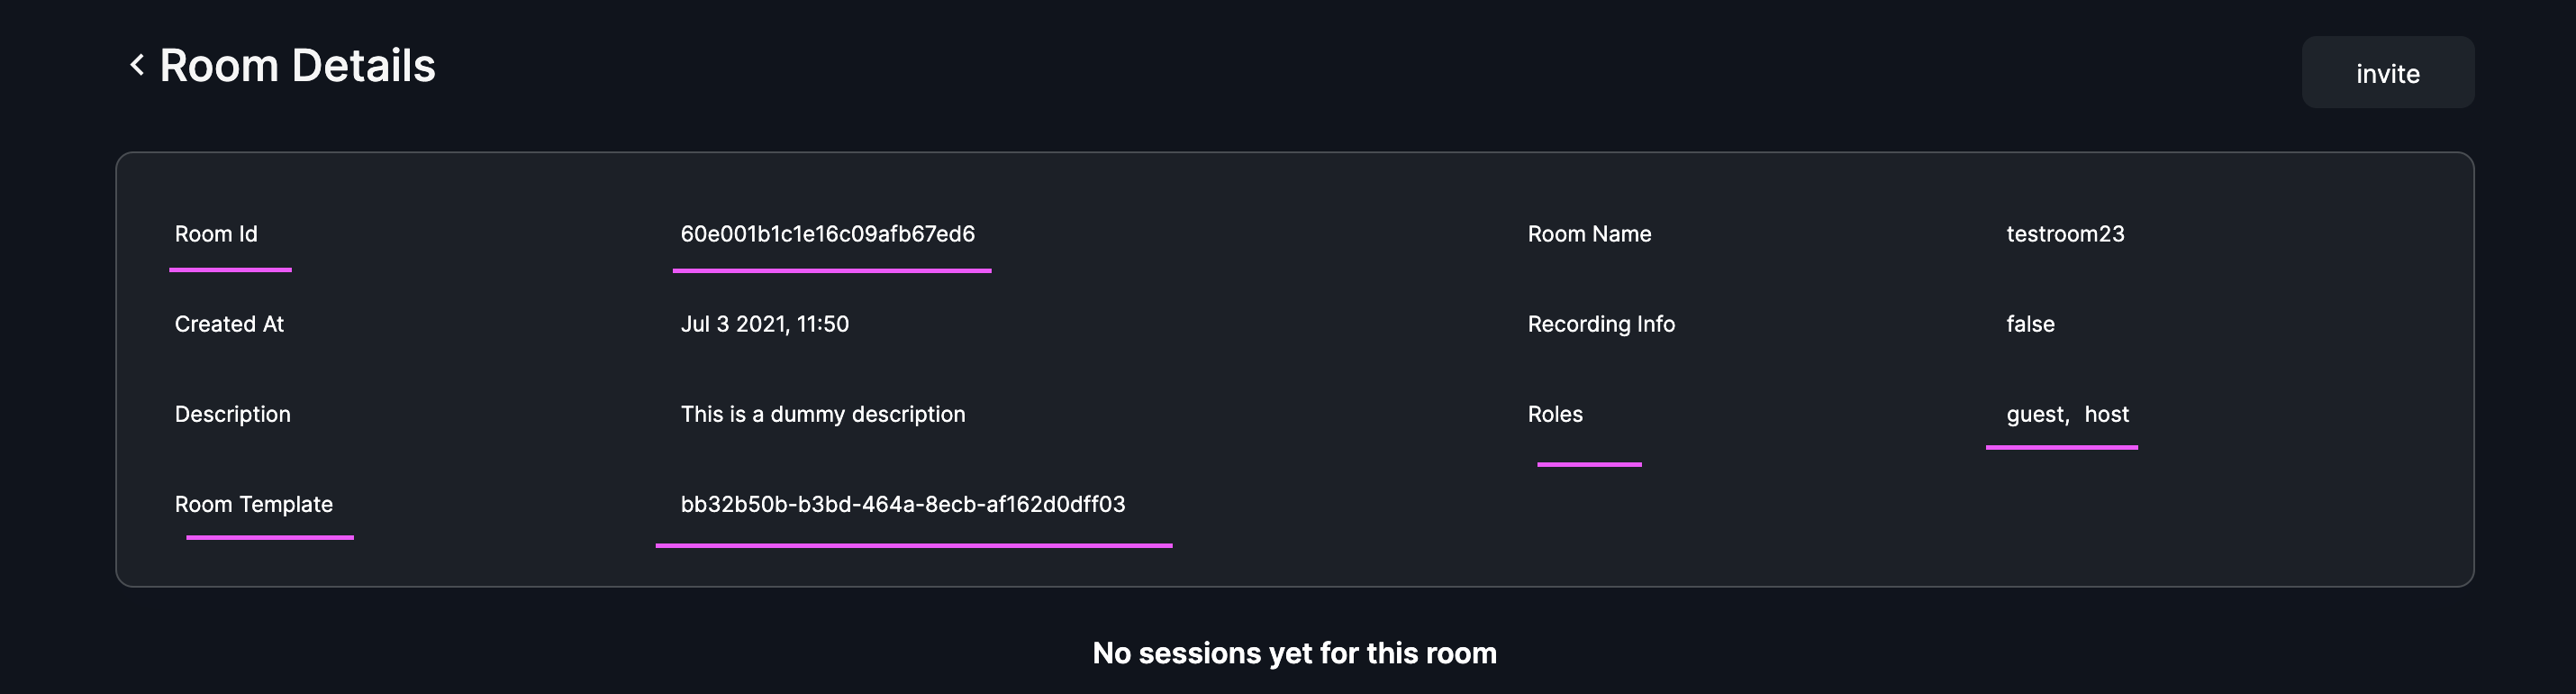 Room Details
invite
Room Id 60e001b1c1e16c09afb67ed6 Room Name testroom23
Created At Jul 3 2021, 11:50 Recording Info false
Description This is a dummy description Roles guest, host
Room Template bb32b50b-b3bd-464a-8ecb-af162d0dff03
No sessions yet for this room